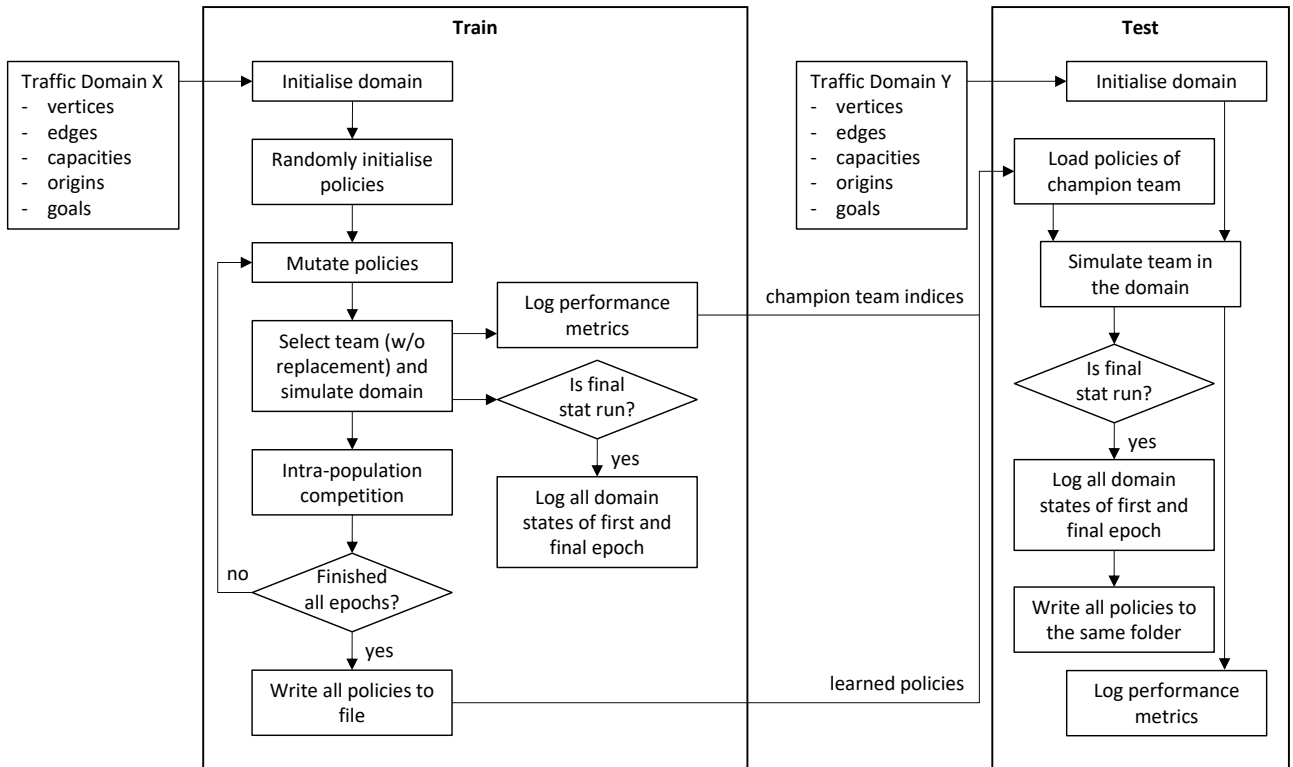 Train
Traffic Domain X
- vertices
- edges
- capacities
- origins
- goals
Initialise domain
Randomly initialise
policies
Mutate policies
Select team (w/o
replacement) and
simulate domain
Log performance
metrics
Is final
stat run?
yes
Log all domain
states of first and
final epoch
Intra-population
competition
Finished
all epochs?
no
yes
Write all policies to
file
champion team indices
learned policies
Test
Traffic Domain Y
- vertices
- edges
- capacities
- origins
- goals
Initialise domain
Load policies of
champion team
Simulate team in
the domain
Is final
stat run?
yes
Log all domain
states of first and
final epoch
Write all policies to
the same folder
Log performance
metrics